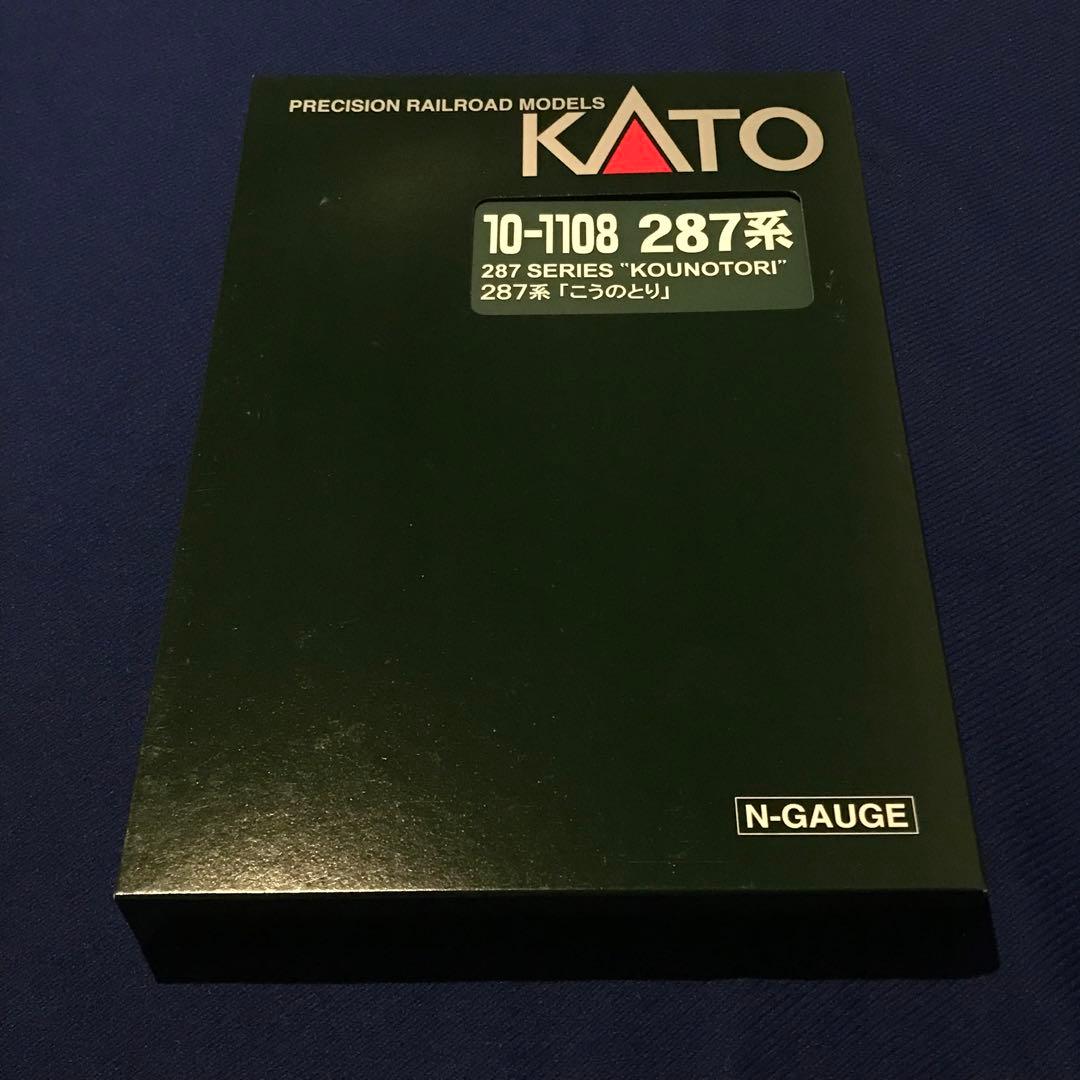 PRECISION RAILROAD MODELS
KATO
10-1108 287系
287 SERIES "KOUNOTORI"
287系「こうのとり」
N-GAUGE